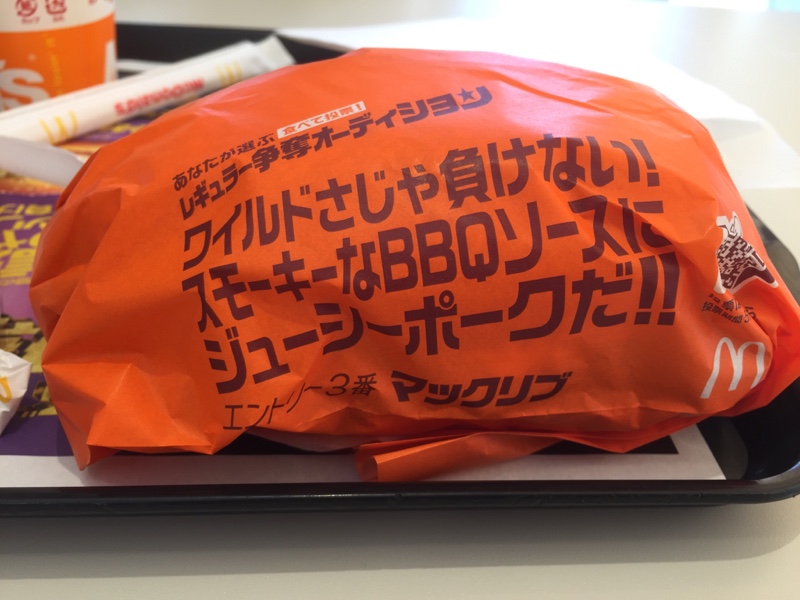 あなたが選ぶ 食べて投票!
レギュラー争奪オーディション
ワイルドさじゃ負けない!
スモーキーなBBQソースに
ジューシーポークだ!!
エントリー3番 マックリブ